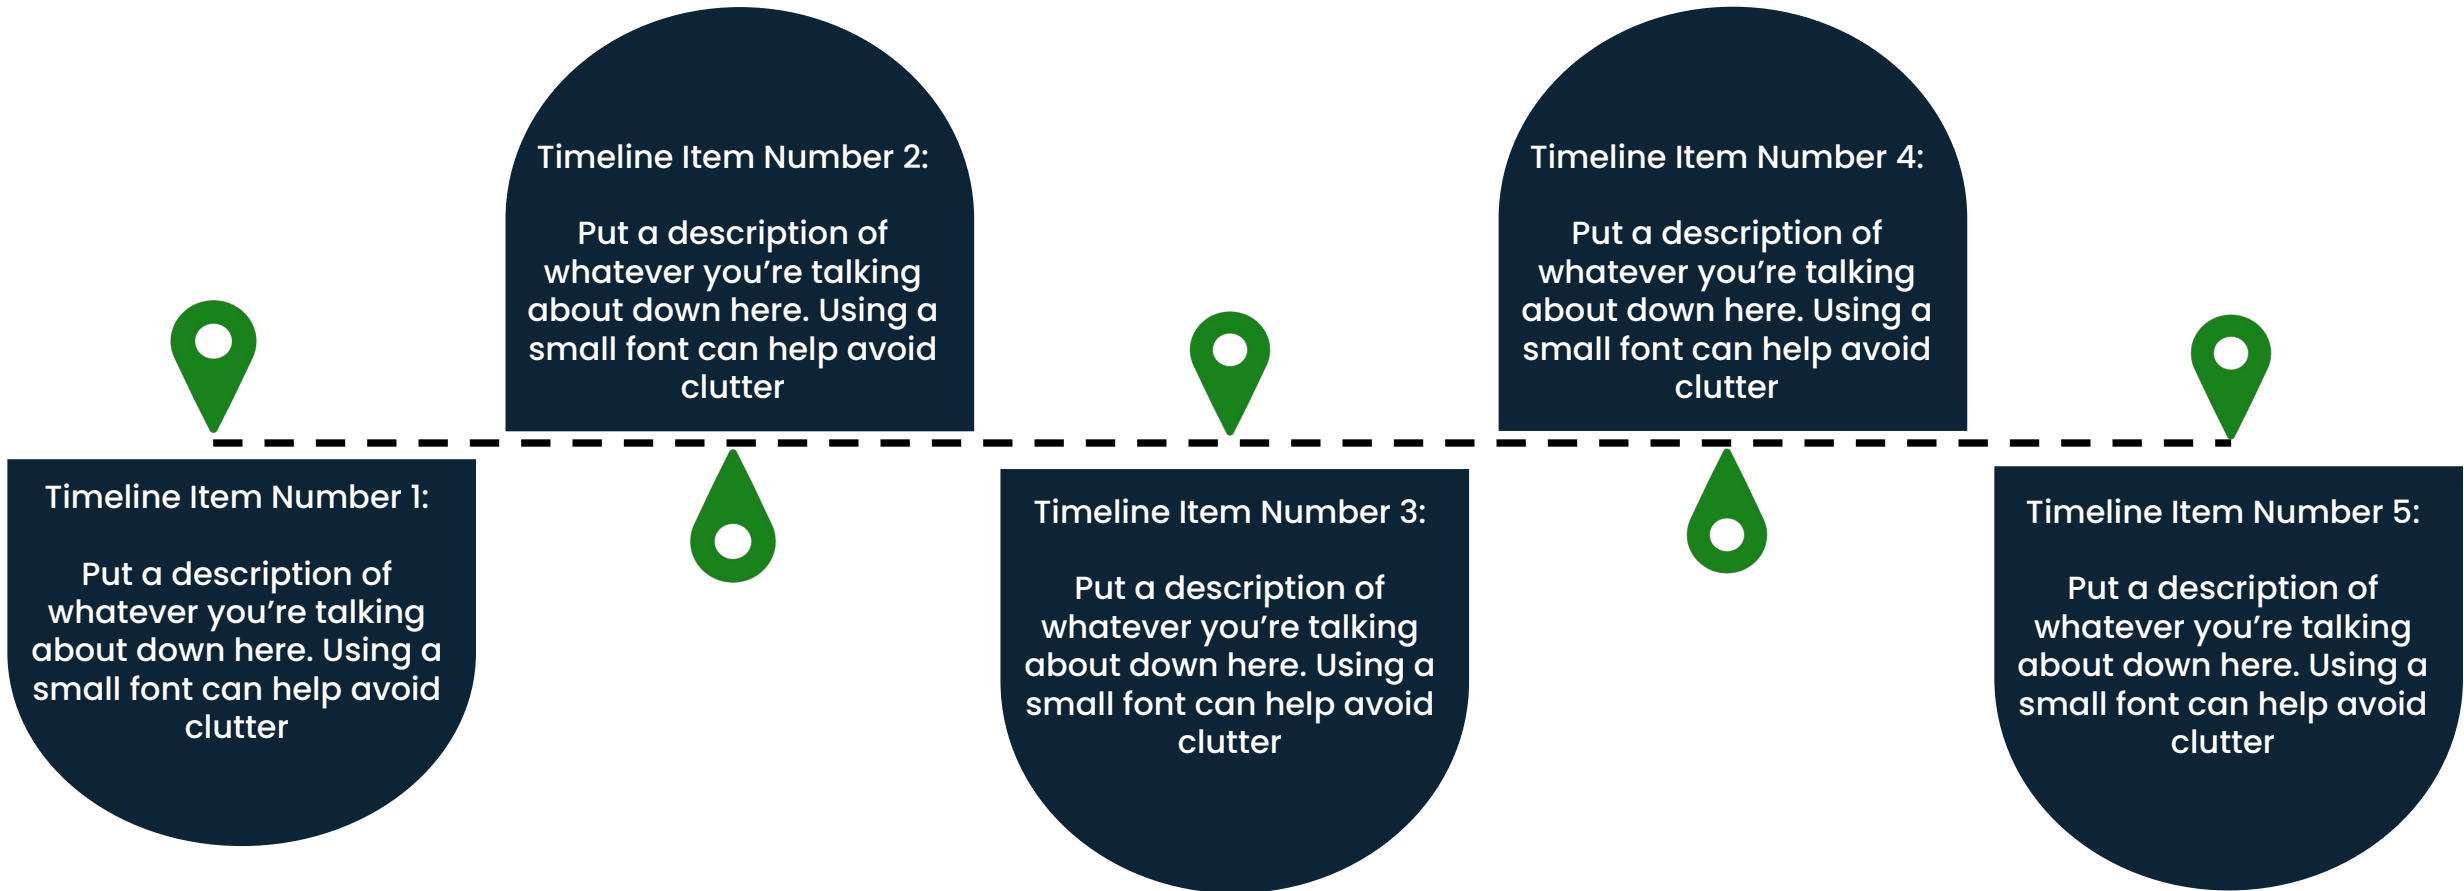 Timeline Item Number 1:
Put a description of
whatever you’re talking
about down here. Using a
small font can help avoid
clutter
Timeline Item Number 2:
Put a description of
whatever you’re talking
about down here. Using a
small font can help avoid
clutter
Timeline Item Number 3:
Put a description of
whatever you’re talking
about down here. Using a
small font can help avoid
clutter
Timeline Item Number 4:
Put a description of
whatever you’re talking
about down here. Using a
small font can help avoid
clutter
Timeline Item Number 5:
Put a description of
whatever you’re talking
about down here. Using a
small font can help avoid
clutter